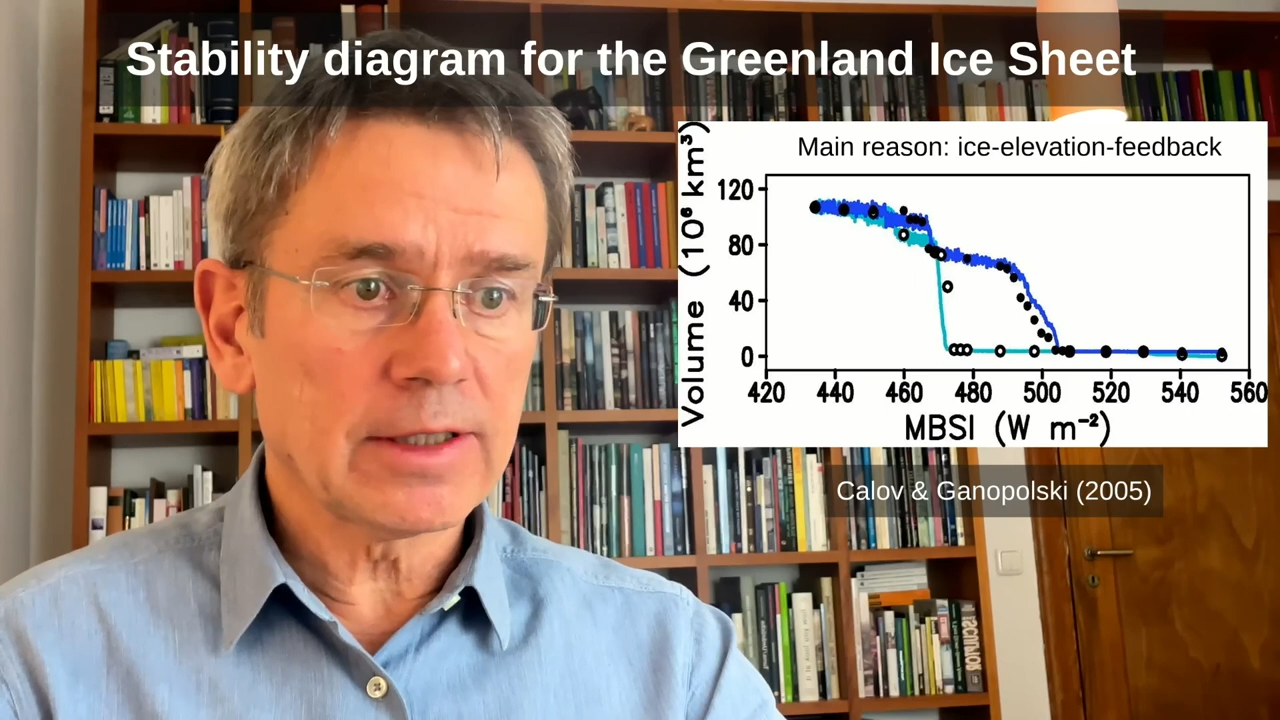 Stability diagram for the Greenland Ice Sheet
Main reason: ice-elevation-feedback
Volume (10⁶ km³)
120
80
40
0
420 440 460 480 500 520 540 560
MBSI (W m⁻²)
Calov & Ganopolski (2005)
SCULPTOR